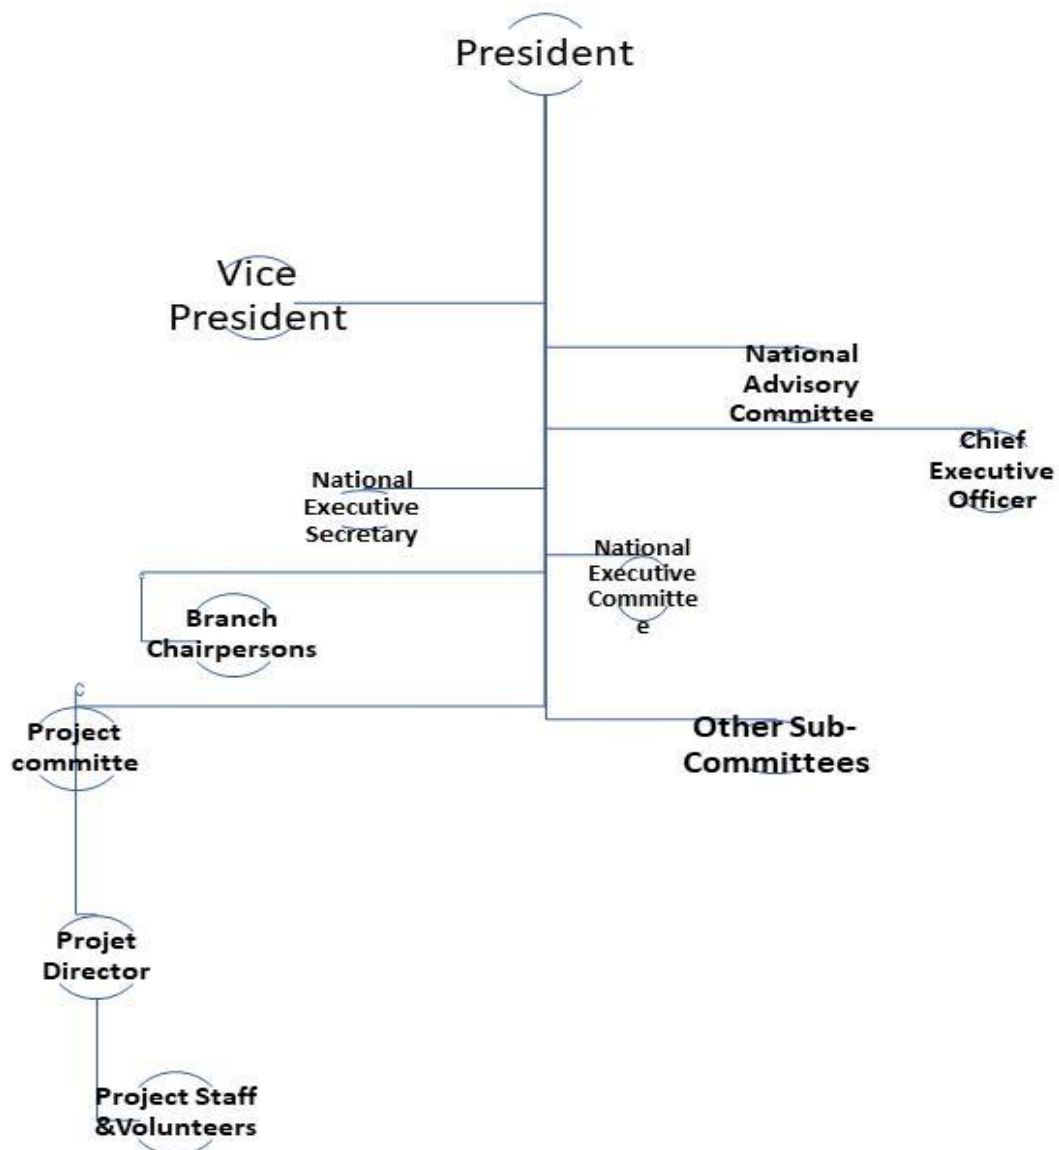 President
Vice
President
National
Advisory
Committee
Chief
Executive
Officer
National
Executive
Secretary
National
Executive
Committe
e
Branch
Chairpersons
C
Project
committe
Other Sub-
Committees
Projet
Director
Project Staff
&Volunteers